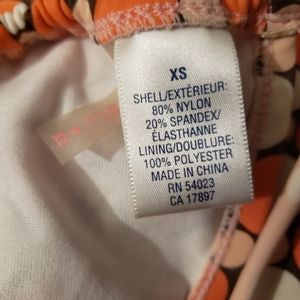 XS
SHELL/EXTÉRIEUR:
80% NYLON
20% SPANDEX/
ÉLASTHANNE
LINING/DOUBLURE:
100% POLYESTER
MADE IN CHINA
RN 54023
CA 17897